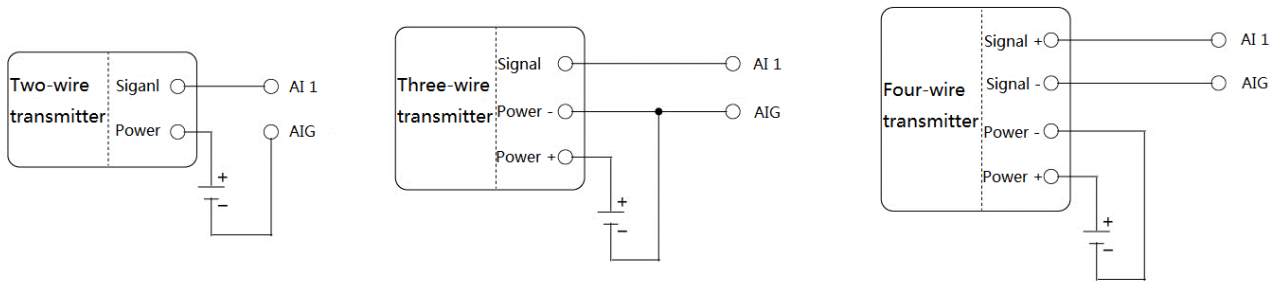 Two-wire
transmitter
Siganl
Power
AI 1
AIG
+
−
Three-wire
transmitter
Signal
Power -
Power +
AI 1
AIG
+
−
Four-wire
transmitter
Signal +
Signal -
Power -
Power +
AI 1
AIG
+
−